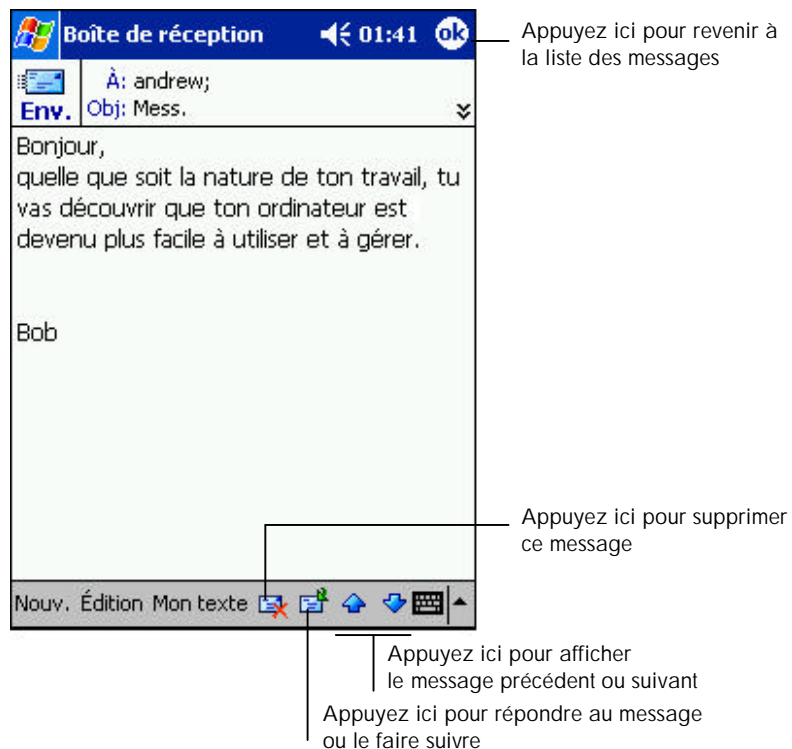 Boîte de réception 01:41 ok
Appuyez ici pour revenir à
la liste des messages
À: andrew;
Env. Obj: Mess.
Bonjour,
quelle que soit la nature de ton travail, tu
vas découvrir que ton ordinateur est
devenu plus facile à utiliser et à gérer.
Bob
Appuyez ici pour supprimer
ce message
Nouv. Édition Mon texte
Appuyez ici pour afficher
le message précédent ou suivant
Appuyez ici pour répondre au message
ou le faire suivre